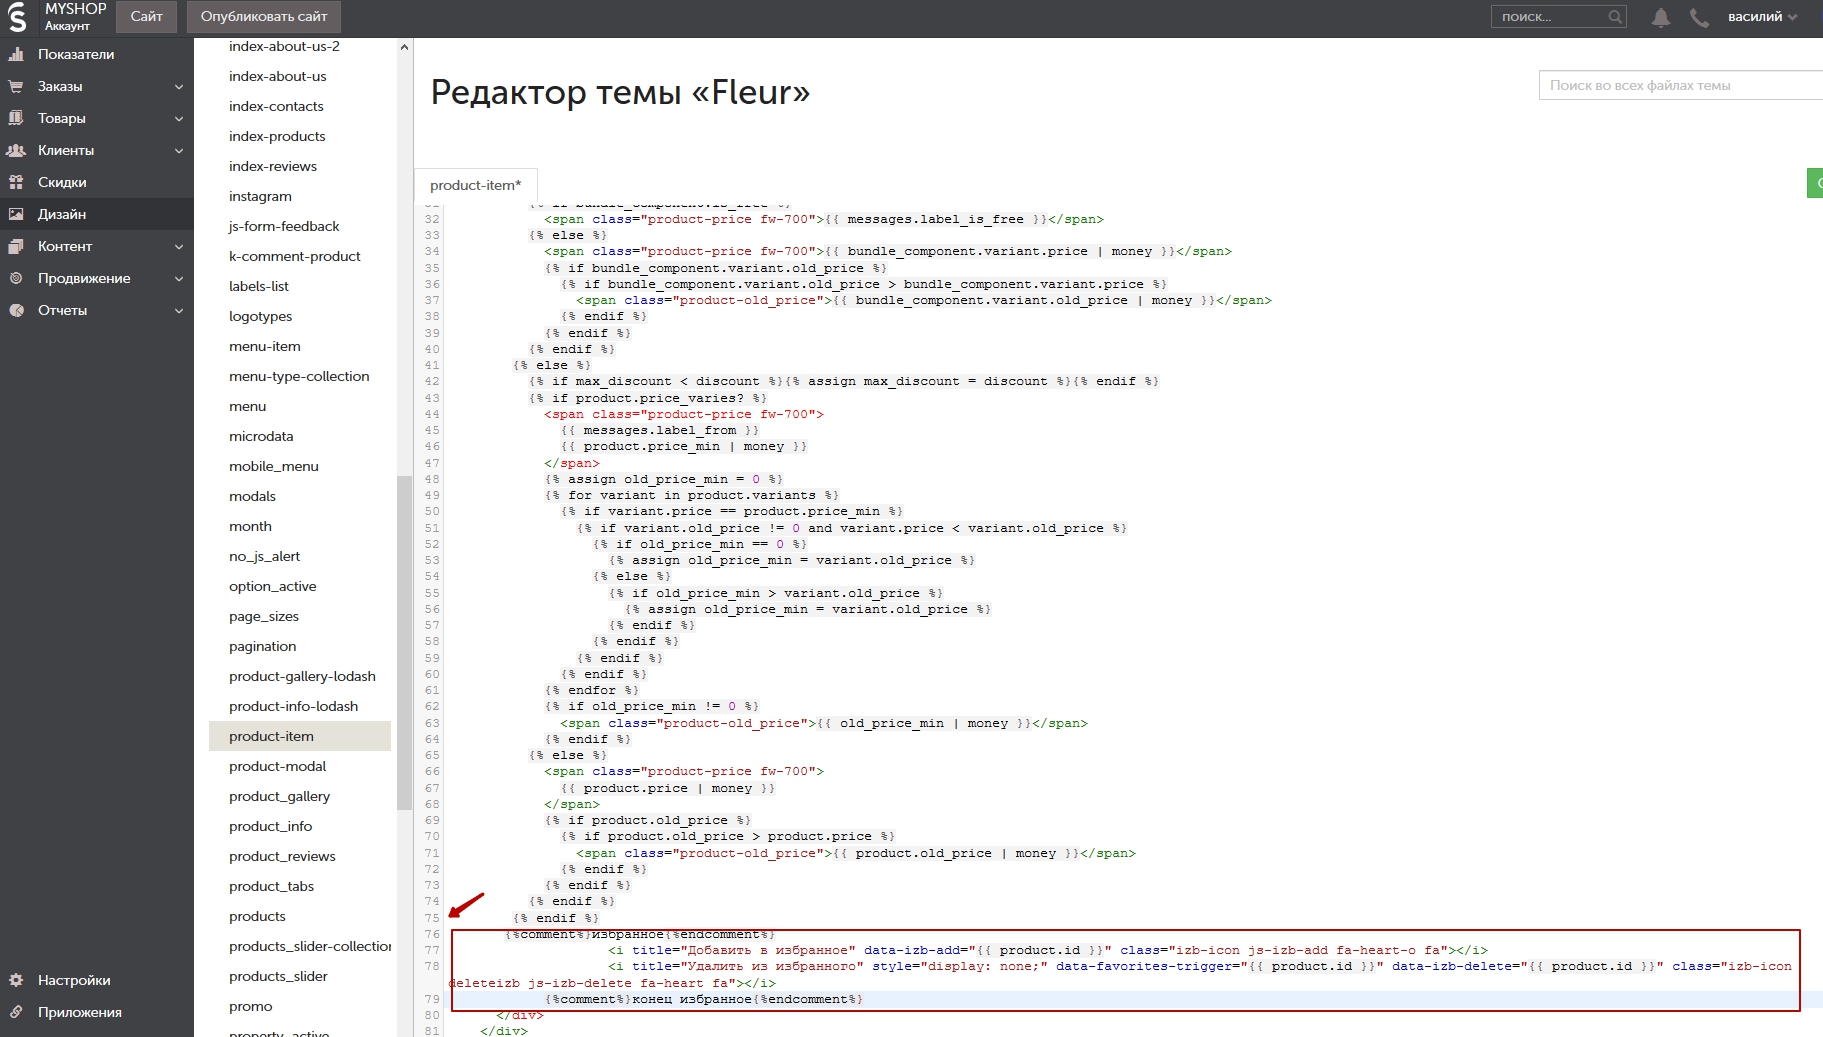 MYSHOP
Аккаунт
Сайт
Опубликовать сайт
поиск...
василий
Показатели
Заказы
Товары
Клиенты
Скидки
Дизайн
Контент
Продвижение
Отчеты
Настройки
Приложения
index-about-us-2
index-about-us
index-contacts
index-products
index-reviews
instagram
js-form-feedback
k-comment-product
labels-list
logotypes
menu-item
menu-type-collection
menu
microdata
mobile_menu
modals
month
no_js_alert
option_active
page_sizes
pagination
product-gallery-lodash
product-info-lodash
product-item
product-modal
product_gallery
product_info
product_reviews
product_tabs
products
products_slider-collection
products_slider
promo
property_active
Редактор темы «Fleur»
Поиск во всех файлах темы
product-item*
31 {% if bundle_component.is_free %}
32 <span class="product-price fw-700">{{ messages.label_is_free }}</span>
33 {% else %}
34 <span class="product-price fw-700">{{ bundle_component.variant.price | money }}</span>
35 {% if bundle_component.variant.old_price %}
36 {% if bundle_component.variant.old_price > bundle_component.variant.price %}
37 <span class="product-old_price">{{ bundle_component.variant.old_price | money }}</span>
38 {% endif %}
39 {% endif %}
40 {% endif %}
41 {% else %}
42 {% if max_discount < discount %}{% assign max_discount = discount %}{% endif %}
43 {% if product.price_varies? %}
44 <span class="product-price fw-700">
45 {{ messages.label_from }}
46 {{ product.price_min | money }}
47 </span>
48 {% assign old_price_min = 0 %}
49 {% for variant in product.variants %}
50 {% if variant.price == product.price_min %}
51 {% if variant.old_price != 0 and variant.price < variant.old_price %}
52 {% if old_price_min == 0 %}
53 {% assign old_price_min = variant.old_price %}
54 {% else %}
55 {% if old_price_min > variant.old_price %}
56 {% assign old_price_min = variant.old_price %}
57 {% endif %}
58 {% endif %}
59 {% endif %}
60 {% endif %}
61 {% endfor %}
62 {% if old_price_min != 0 %}
63 <span class="product-old_price">{{ old_price_min | money }}</span>
64 {% endif %}
65 {% else %}
66 <span class="product-price fw-700">
67 {{ product.price | money }}
68 </span>
69 {% if product.old_price %}
70 {% if product.old_price > product.price %}
71 <span class="product-old_price">{{ product.old_price | money }}</span>
72 {% endif %}
73 {% endif %}
74 {% endif %}
75 {% endif %}
76 {%comment%}избранное{%endcomment%}
77 <i title="Добавить в избранное" data-izb-add="{{ product.id }}" class="izb-icon js-izb-add fa-heart-o fa"></i>
78 <i title="Удалить из избранного" style="display: none;" data-favorites-trigger="{{ product.id }}" data-izb-delete="{{ product.id }}" class="izb-icon
deleteizb js-izb-delete fa-heart fa"></i>
79 {%comment%}конец избранное{%endcomment%}
80 </div>
81 </div>